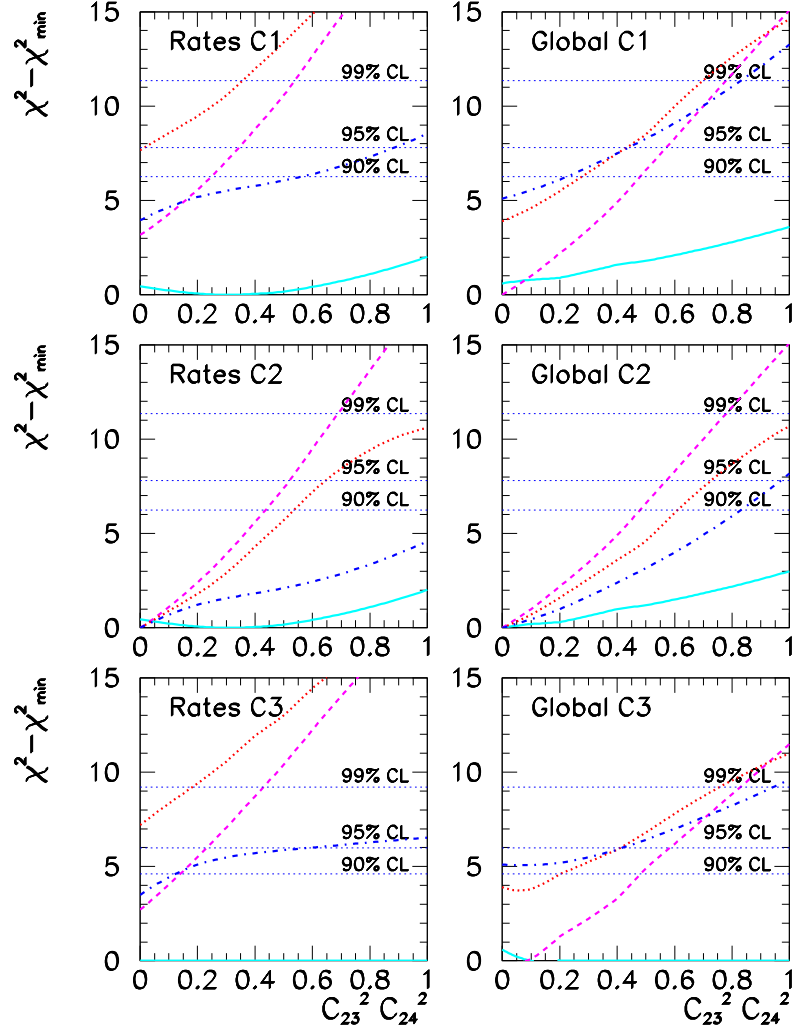 15 Rates C1 15 Global C1
χ²−χ²min
99% CL 99% CL
10 10
95% CL 95% CL
90% CL 90% CL
5 5
0 0
0 0.2 0.4 0.6 0.8 1 0 0.2 0.4 0.6 0.8 1
15 Rates C2 15 Global C2
χ²−χ²min
99% CL 99% CL
10 10
95% CL 95% CL
90% CL 90% CL
5 5
0 0
0 0.2 0.4 0.6 0.8 1 0 0.2 0.4 0.6 0.8 1
15 Rates C3 15 Global C3
χ²−χ²min
99% CL 99% CL
10 10
95% CL 95% CL
90% CL 90% CL
5 5
0 0
0 0.2 0.4 0.6 0.8 1 0 0.2 0.4 0.6 0.8 1
C₂₃² C₂₄² C₂₃² C₂₄²